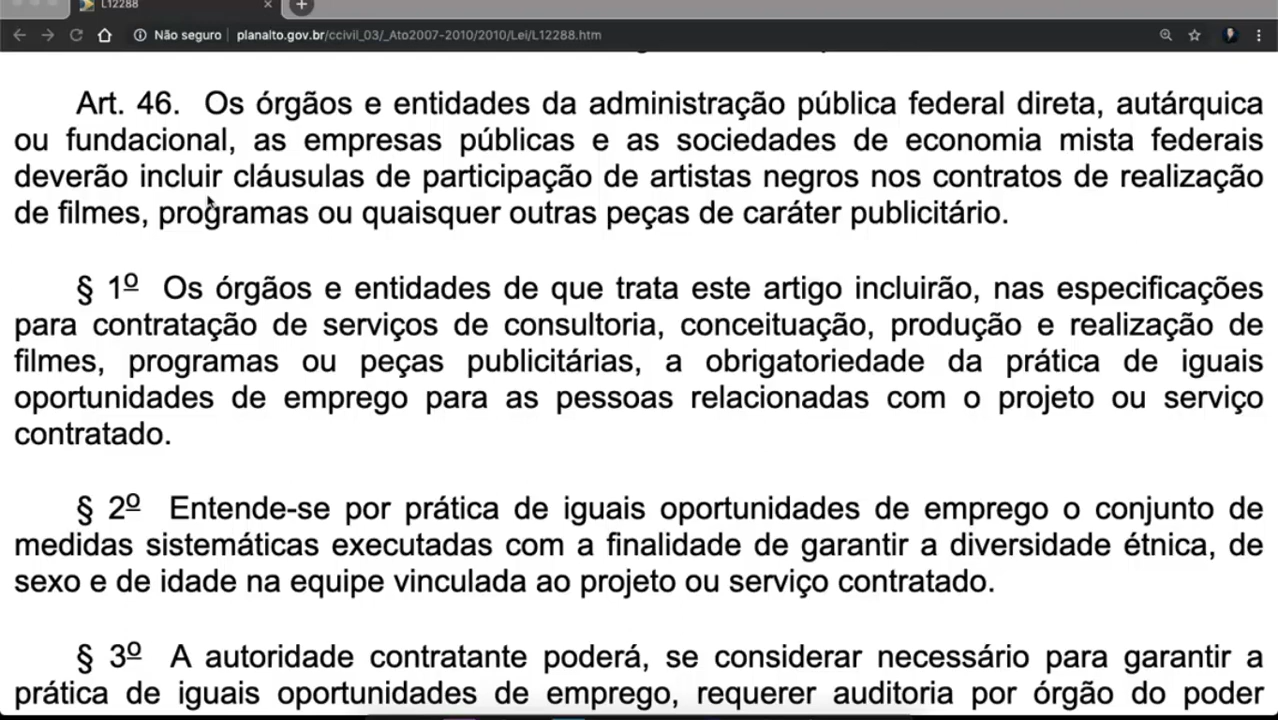 L12288
Não seguro planalto.gov.br/ccivil_03/_Ato2007-2010/2010/Lei/L12288.htm
Art. 46. Os órgãos e entidades da administração pública federal direta, autárquica
ou fundacional, as empresas públicas e as sociedades de economia mista federais
deverão incluir cláusulas de participação de artistas negros nos contratos de realização
de filmes, programas ou quaisquer outras peças de caráter publicitário.
§ 1º Os órgãos e entidades de que trata este artigo incluirão, nas especificações
para contratação de serviços de consultoria, conceituação, produção e realização de
filmes, programas ou peças publicitárias, a obrigatoriedade da prática de iguais
oportunidades de emprego para as pessoas relacionadas com o projeto ou serviço
contratado.
§ 2º Entende-se por prática de iguais oportunidades de emprego o conjunto de
medidas sistemáticas executadas com a finalidade de garantir a diversidade étnica, de
sexo e de idade na equipe vinculada ao projeto ou serviço contratado.
§ 3º A autoridade contratante poderá, se considerar necessário para garantir a
prática de iguais oportunidades de emprego, requerer auditoria por órgão do poder